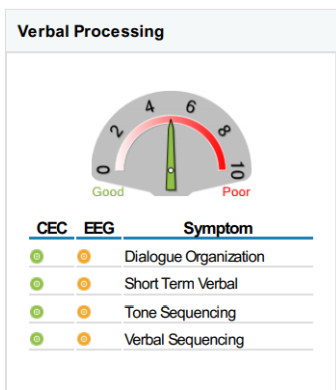 Verbal Processing
0 2 4 6 8 10
Good Poor
CEC EEG Symptom
Dialogue Organization
Short Term Verbal
Tone Sequencing
Verbal Sequencing